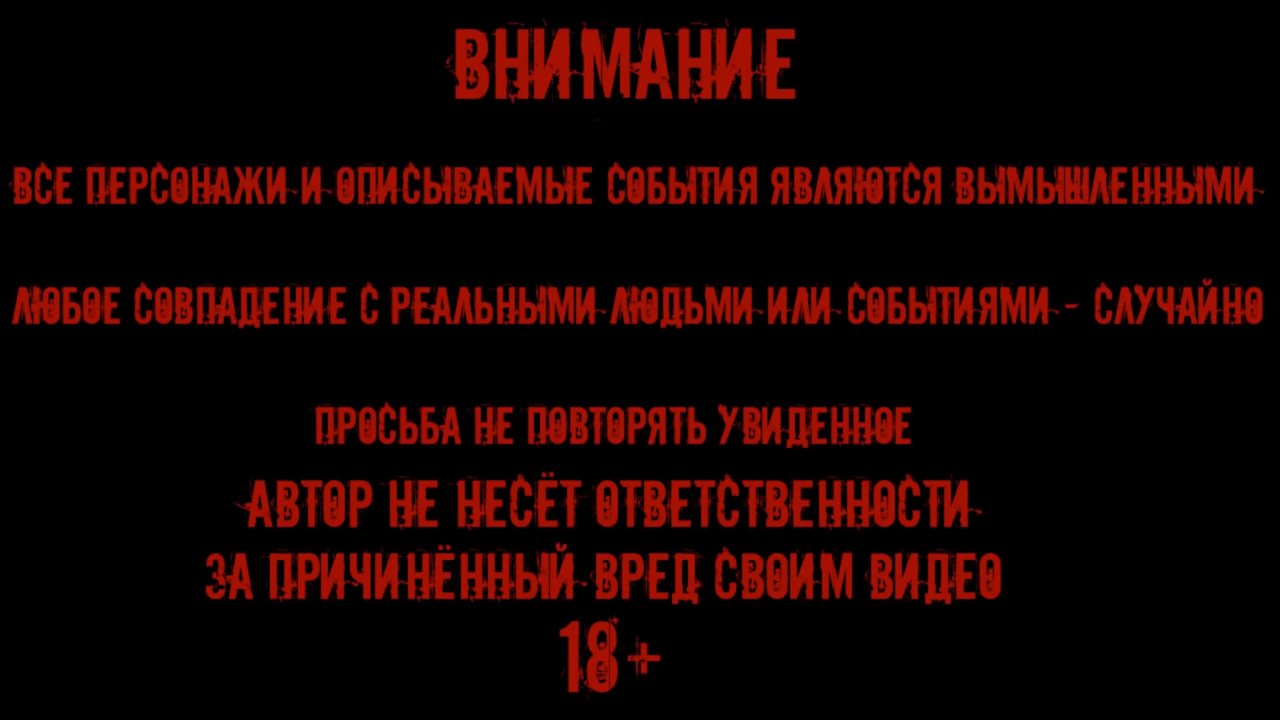 ВНИМАНИЕ
ВСЕ ПЕРСОНАЖИ И ОПИСЫВАЕМЫЕ СОБЫТИЯ ЯВЛЯЮТСЯ ВЫМЫШЛЕННЫМИ
ЛЮБОЕ СОВПАДЕНИЕ С РЕАЛЬНЫМИ ЛЮДЬМИ ИЛИ СОБЫТИЯМИ - СЛУЧАЙНО
ПРОСЬБА НЕ ПОВТОРЯТЬ УВИДЕННОЕ
АВТОР НЕ НЕСЁТ ОТВЕТСТВЕННОСТИ
ЗА ПРИЧИНЁННЫЙ ВРЕД СВОИМ ВИДЕО
18+